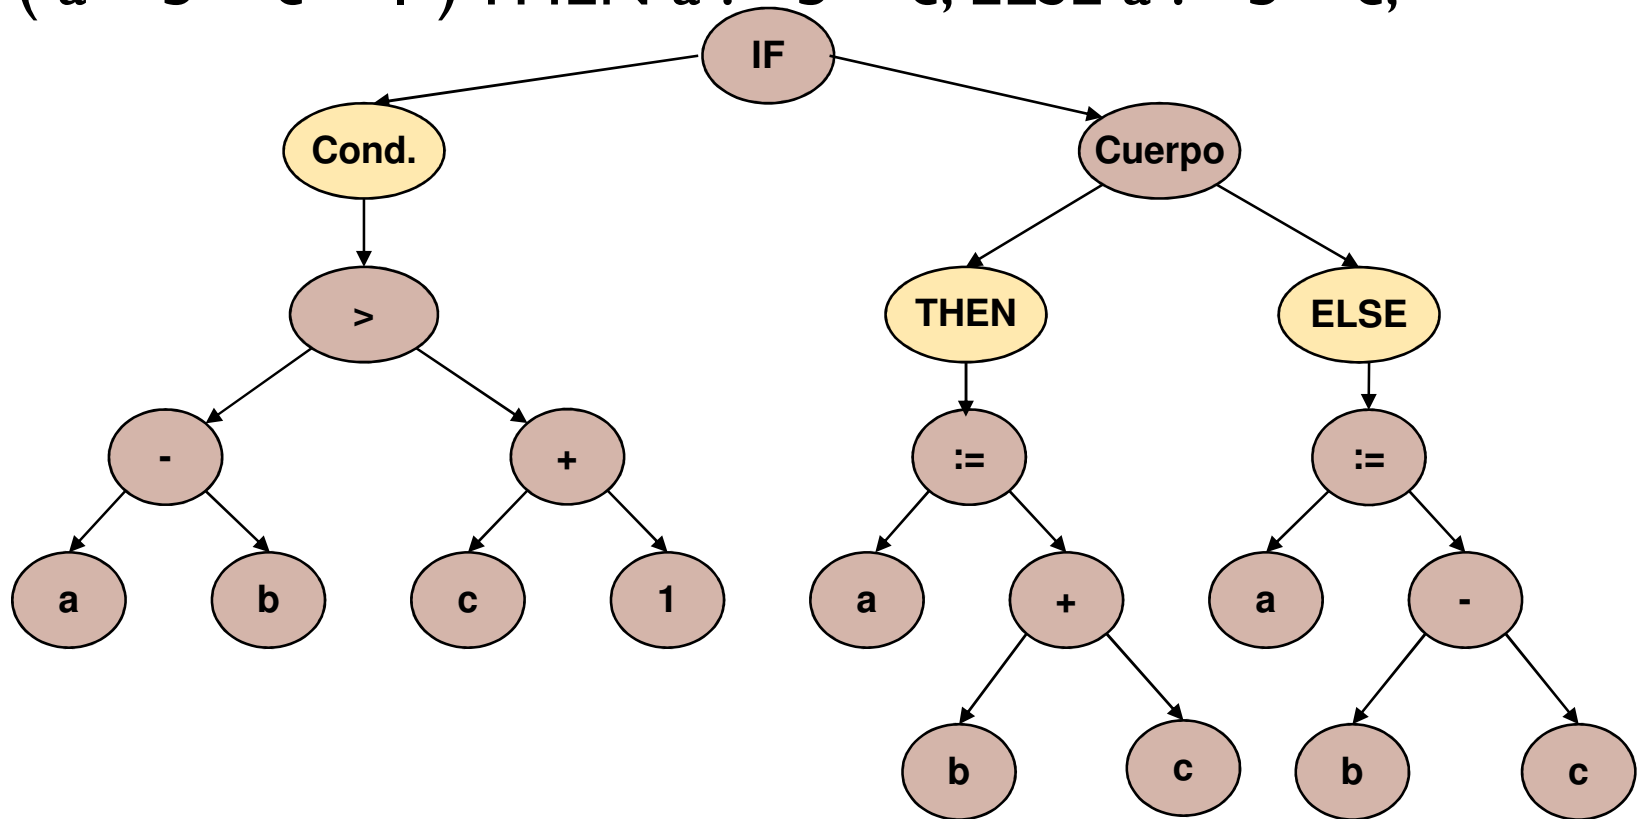 IF
Cond. Cuerpo
> THEN ELSE
- + := :=
a b c 1 a + a -
b c b c